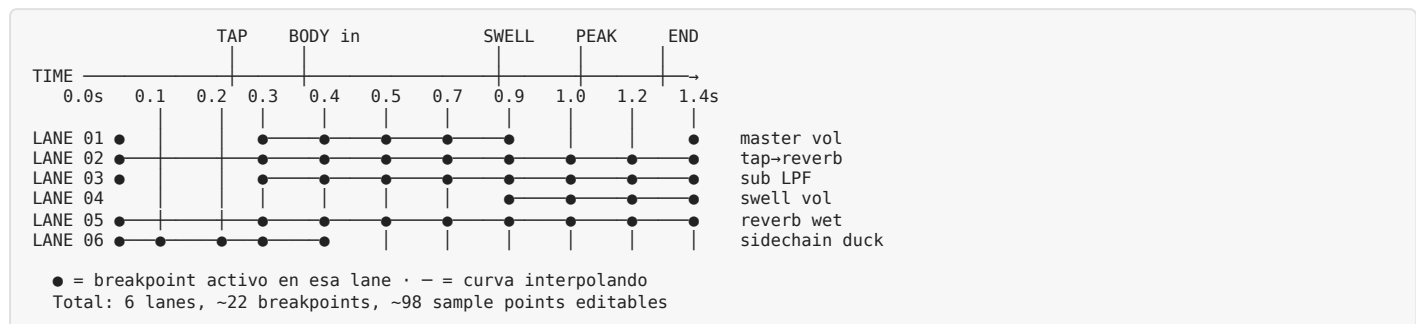 TAP BODY in SWELL PEAK END
TIME
0.0s 0.1 0.2 0.3 0.4 0.5 0.7 0.9 1.0 1.2 1.4s
LANE 01 master vol
LANE 02 tap→reverb
LANE 03 sub LPF
LANE 04 swell vol
LANE 05 reverb wet
LANE 06 sidechain duck
● = breakpoint activo en esa lane · ─ = curva interpolando
Total: 6 lanes, ~22 breakpoints, ~98 sample points editables